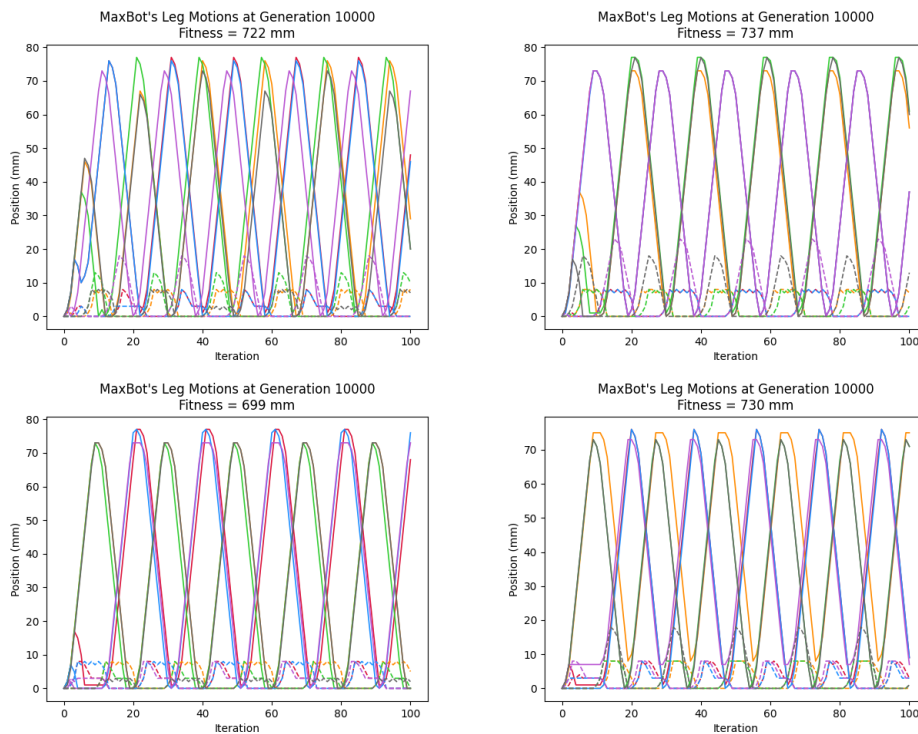 MaxBot's Leg Motions at Generation 10000
Fitness = 722 mm
80
70
60
50
40
30
20
10
0
Position (mm)
0 20 40 60 80 100
Iteration
MaxBot's Leg Motions at Generation 10000
Fitness = 737 mm
80
70
60
50
40
30
20
10
0
Position (mm)
0 20 40 60 80 100
Iteration
MaxBot's Leg Motions at Generation 10000
Fitness = 699 mm
80
70
60
50
40
30
20
10
0
Position (mm)
0 20 40 60 80 100
Iteration
MaxBot's Leg Motions at Generation 10000
Fitness = 730 mm
70
60
50
40
30
20
10
0
Position (mm)
0 20 40 60 80 100
Iteration